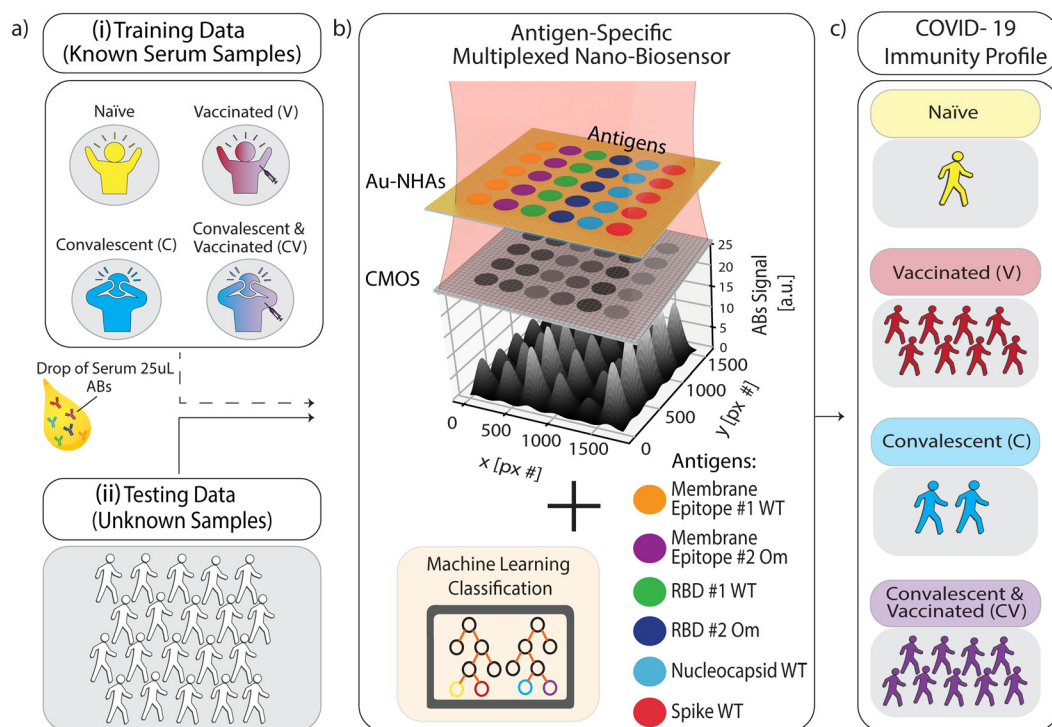 a)
(i) Training Data
(Known Serum Samples)
Naïve
Vaccinated (V)
Convalescent (C)
Convalescent &
Vaccinated (CV)
Drop of Serum 25uL
ABs
(ii) Testing Data
(Unknown Samples)
b)
Antigen-Specific
Multiplexed Nano-Biosensor
Antigens
Au-NHAs
CMOS
25
20
15
10
5
0
ABs Signal
[a.u.]
0
500
1000
1500
x [px #]
0
500
1000
1500
y [px #]
Machine Learning
Classification
Antigens:
Membrane
Epitope #1 WT
Membrane
Epitope #2 Om
RBD #1 WT
RBD #2 Om
Nucleocapsid WT
Spike WT
c)
COVID- 19
Immunity Profile
Naïve
Vaccinated (V)
Convalescent (C)
Convalescent &
Vaccinated (CV)